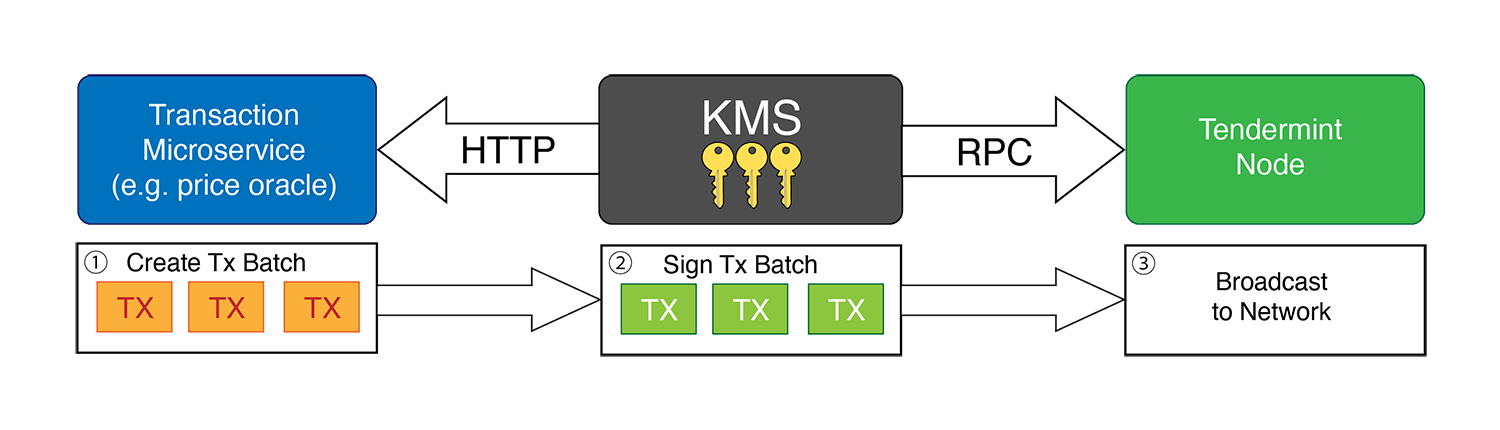 Transaction
Microservice
(e.g. price oracle)
HTTP
KMS
RPC
Tendermint
Node
① Create Tx Batch
TX TX TX
② Sign Tx Batch
TX TX TX
③
Broadcast
to Network